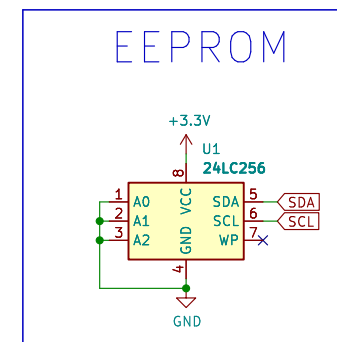 EEPROM
+3.3V
U1
24LC256
8
1 A0 VCC SDA 5 SDA
2 A1 SCL 6 SCL
3 A2 GND WP 7
4
GND